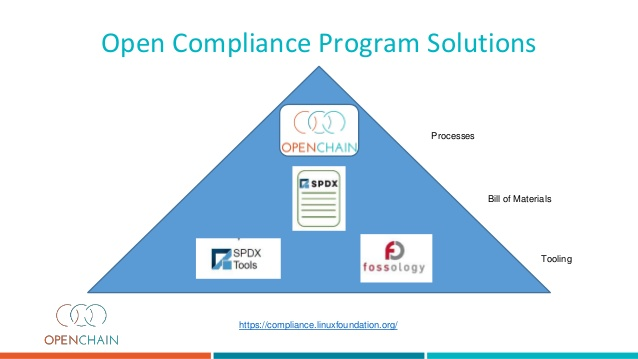 Open Compliance Program Solutions
OPENCHAIN
Processes
SPDX
Bill of Materials
SPDX
Tools
fossology
Tooling
https://compliance.linuxfoundation.org/
OPENCHAIN